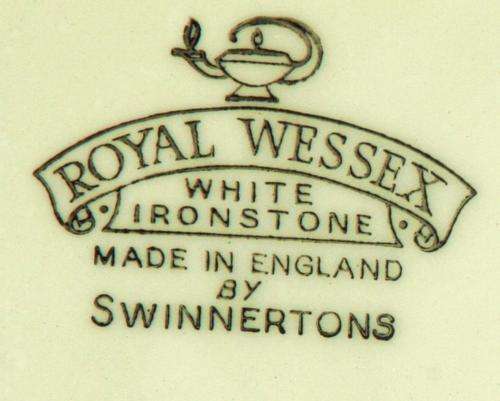 ROYAL WESSEX
WHITE
IRONSTONE
MADE IN ENGLAND
BY
SWINNERTONS